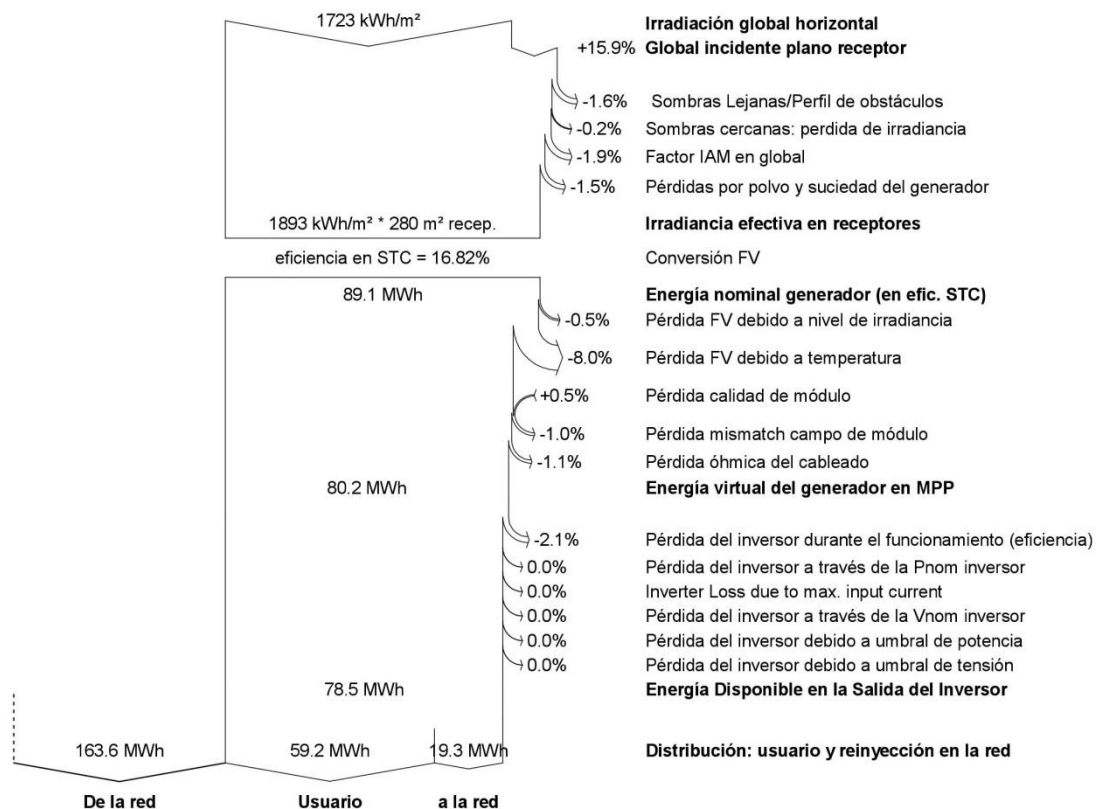 1723 kWh/m² Irradiación global horizontal
+15.9% Global incidente plano receptor
-1.6% Sombras Lejanas/Perfil de obstáculos
-0.2% Sombras cercanas: perdida de irradiancia
-1.9% Factor IAM en global
-1.5% Pérdidas por polvo y suciedad del generador
1893 kWh/m² * 280 m² recep. Irradiancia efectiva en receptores
eficiencia en STC = 16.82% Conversión FV
89.1 MWh Energía nominal generador (en efic. STC)
-0.5% Pérdida FV debido a nivel de irradiancia
-8.0% Pérdida FV debido a temperatura
+0.5% Pérdida calidad de módulo
-1.0% Pérdida mismatch campo de módulo
-1.1% Pérdida óhmica del cableado
80.2 MWh Energía virtual del generador en MPP
-2.1% Pérdida del inversor durante el funcionamiento (eficiencia)
0.0% Pérdida del inversor a través de la Pnom inversor
0.0% Inverter Loss due to max. input current
0.0% Pérdida del inversor a través de la Vnom inversor
0.0% Pérdida del inversor debido a umbral de potencia
0.0% Pérdida del inversor debido a umbral de tensión
78.5 MWh Energía Disponible en la Salida del Inversor
163.6 MWh 59.2 MWh 19.3 MWh Distribución: usuario y reinyección en la red
De la red Usuario a la red